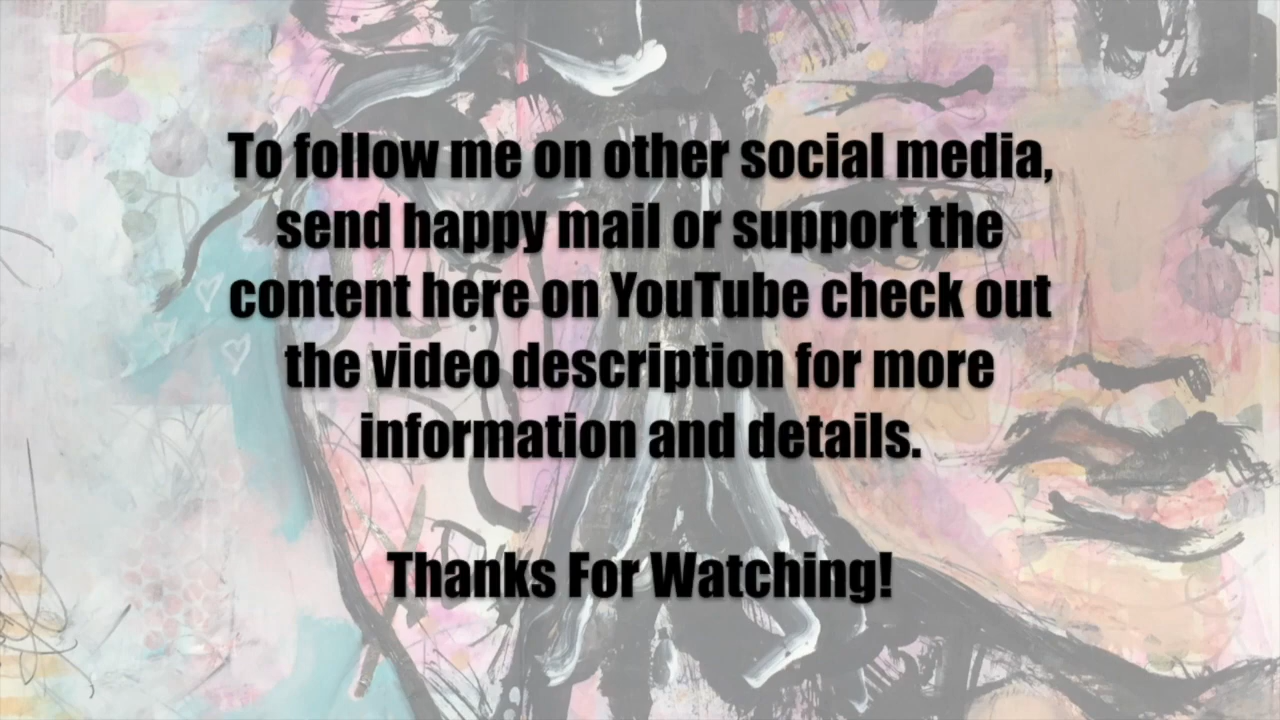 To follow me on other social media,
send happy mail or support the
content here on YouTube check out
the video description for more
information and details.
Thanks For Watching!